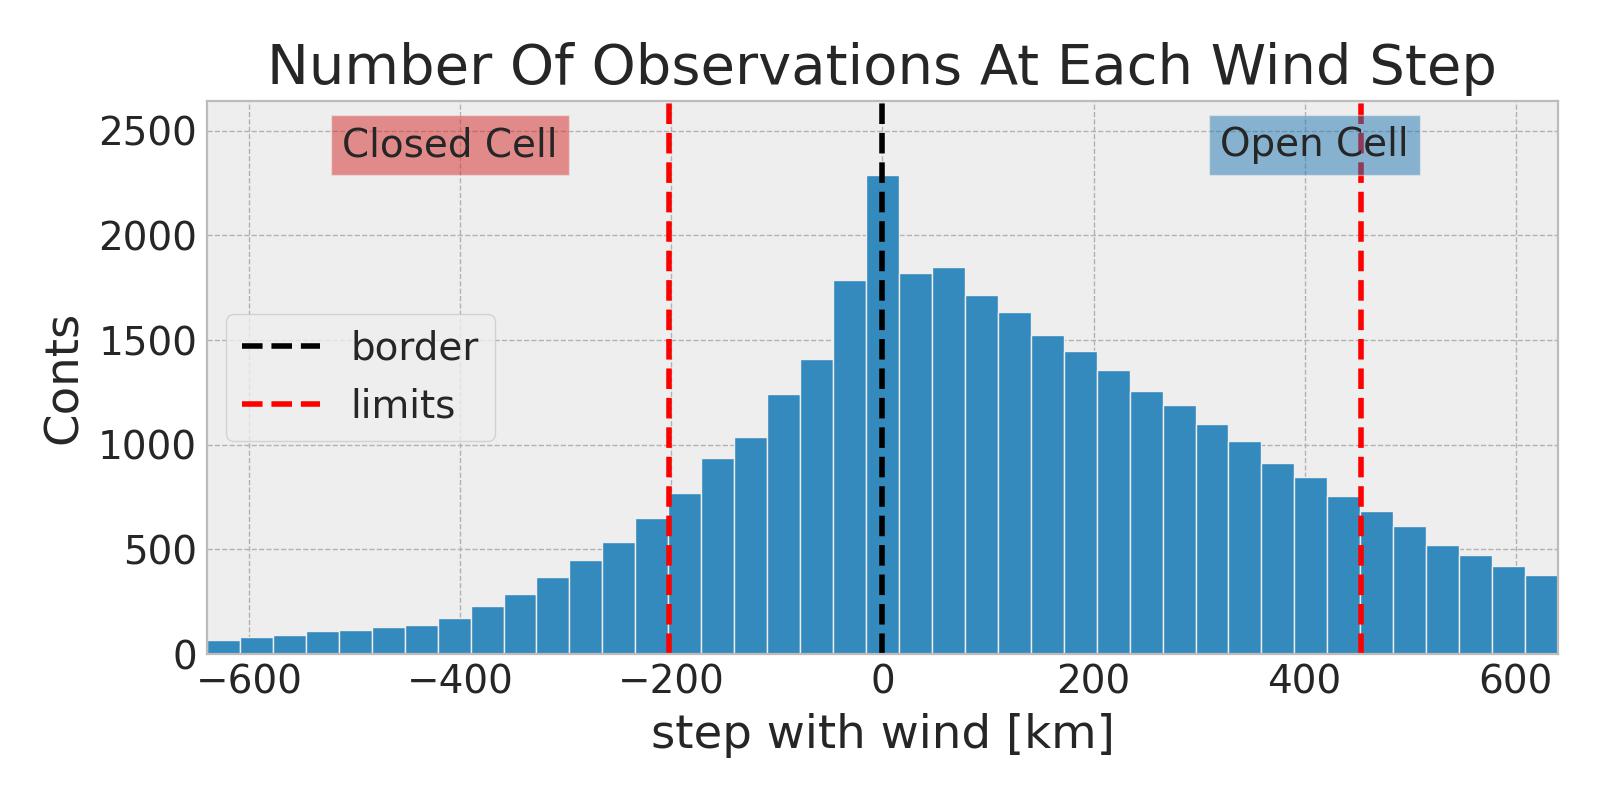 Number Of Observations At Each Wind Step
Closed Cell
Open Cell
2500
2000
1500
1000
500
0
Conts
border
limits
−600 −400 −200 0 200 400 600
step with wind [km]